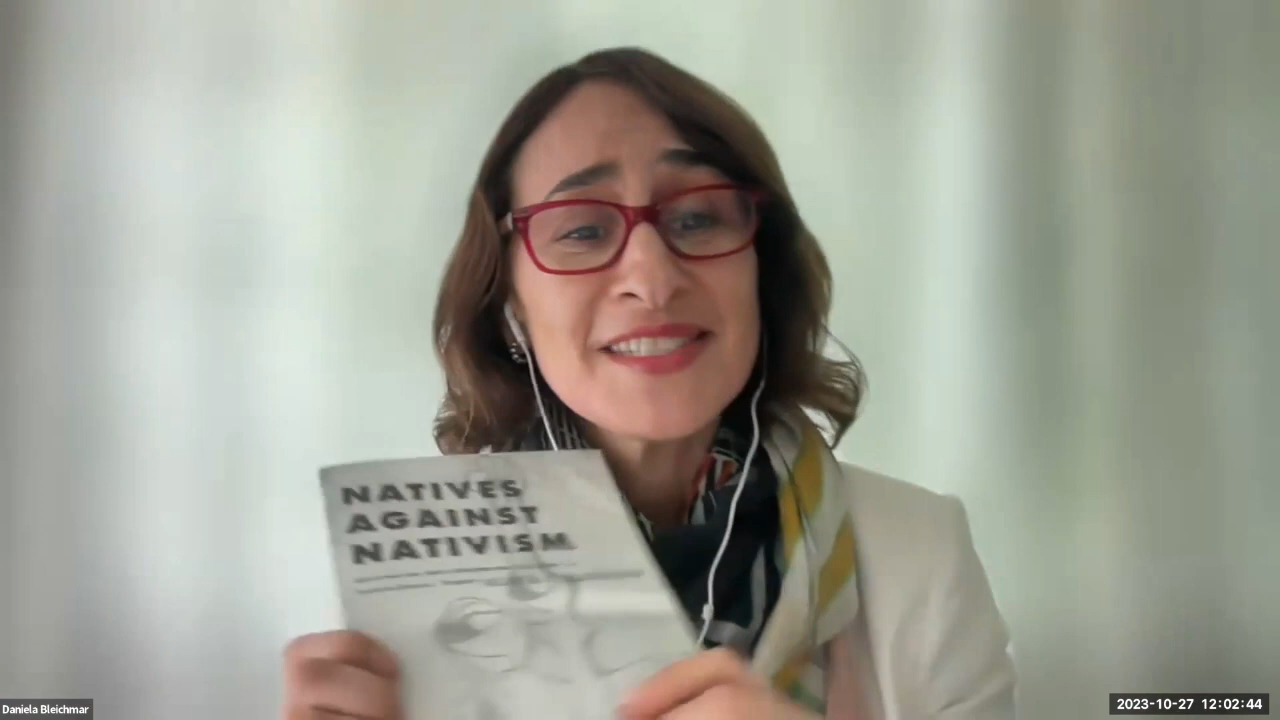 NATIVES
AGAINST
NATIVISM
Daniela Bleichmar
2023-10-27 12:02:44